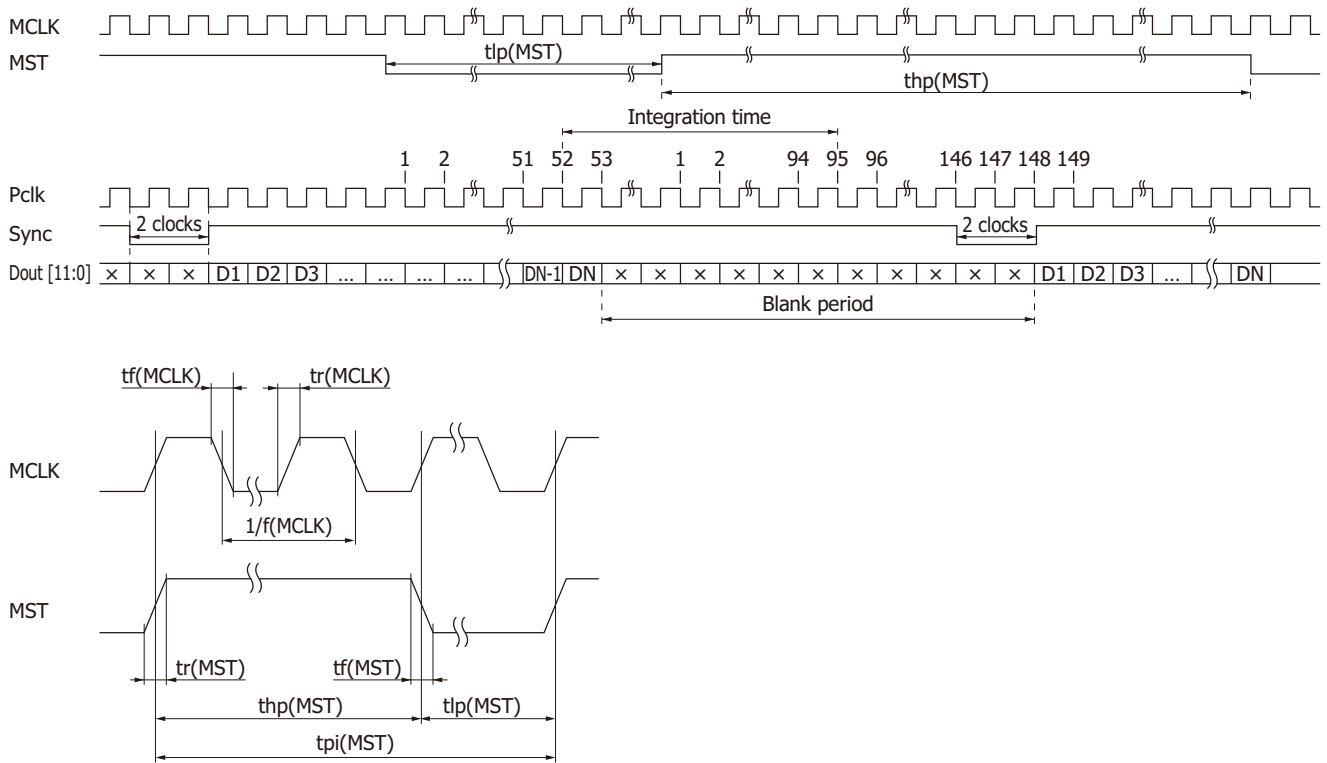 MCLK
MST
tlp(MST)
thp(MST)
Integration time
1 2 51 52 53 1 2 94 95 96 146 147 148 149
Pclk
Sync
2 clocks
2 clocks
Dout [11:0]
× × × D1 D2 D3 ... ... ... ... DN-1 DN × × × × × × × × × × × D1 D2 D3 ... DN
Blank period
tf(MCLK)
tr(MCLK)
MCLK
1/f(MCLK)
MST
tr(MST)
tf(MST)
thp(MST)
tlp(MST)
tpi(MST)